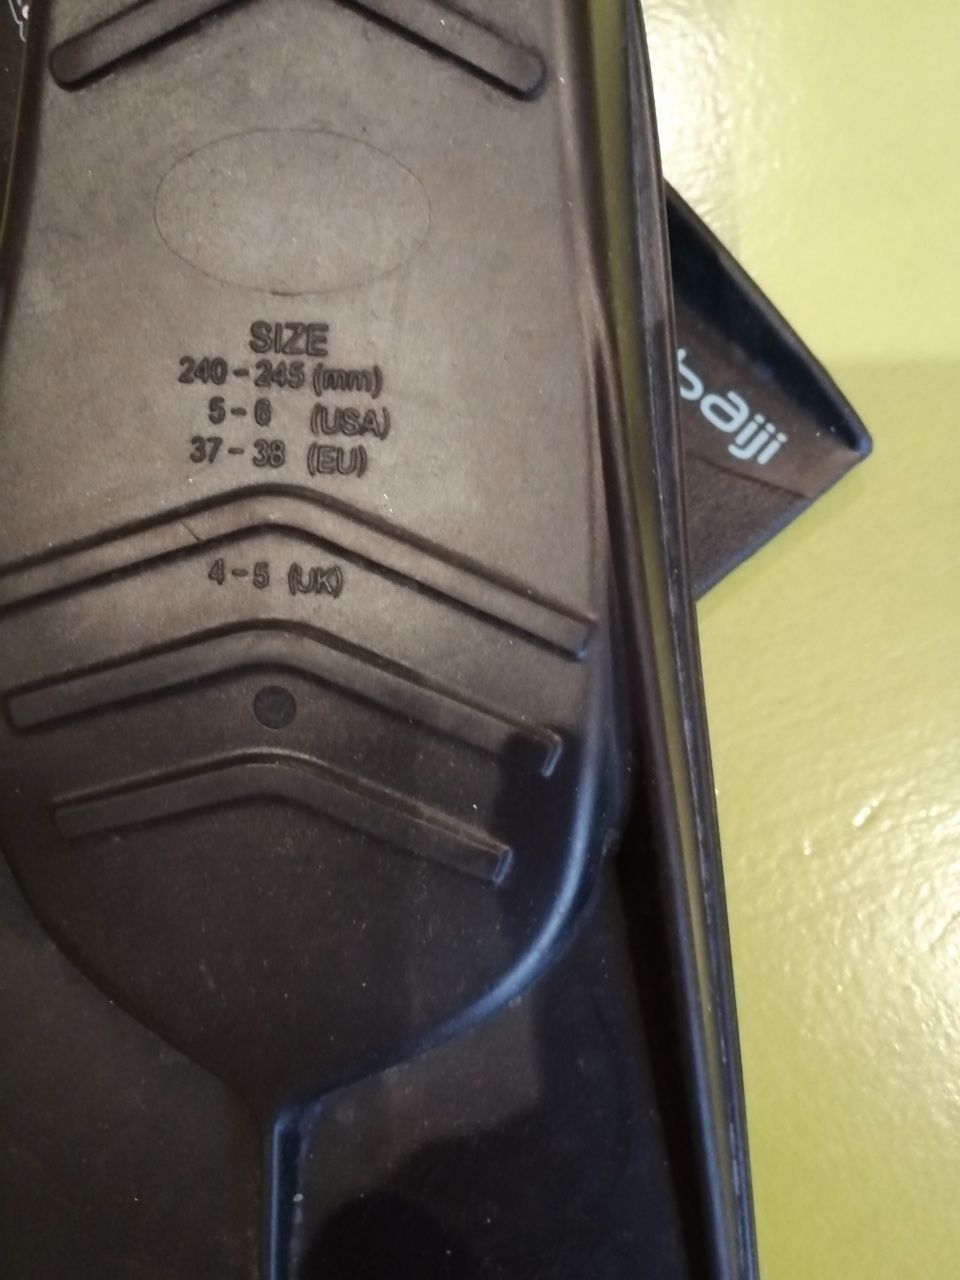 SIZE
240 - 245 (mm)
5 - 6 (USA)
37 - 38 (EU)
4 - 5 (UK)
baiji